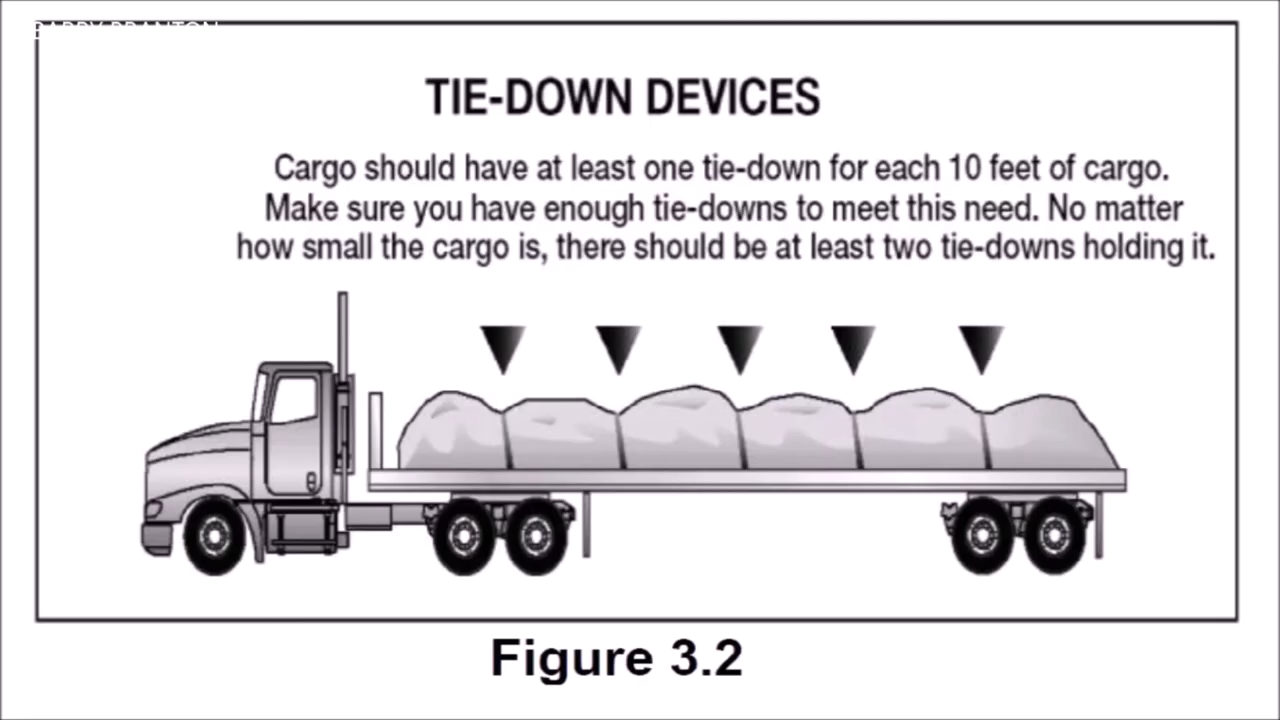 TIE-DOWN DEVICES
Cargo should have at least one tie-down for each 10 feet of cargo.
Make sure you have enough tie-downs to meet this need. No matter
how small the cargo is, there should be at least two tie-downs holding it.
Figure 3.2